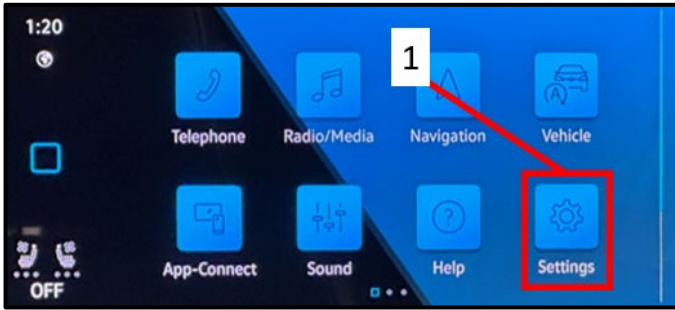 1:20
1
Telephone
Radio/Media
Navigation
Vehicle
A
App-Connect
Sound
Help
Settings
OFF